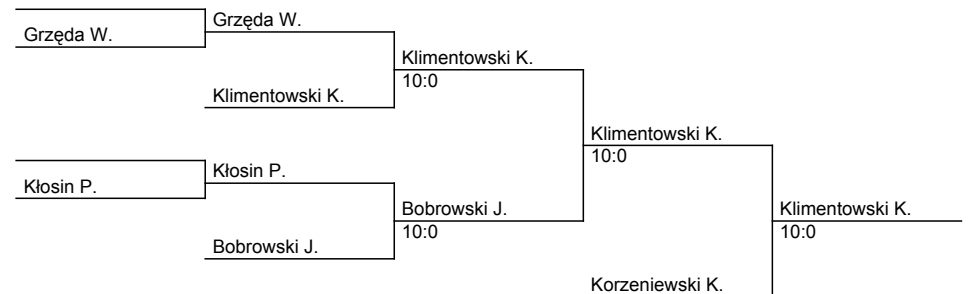 Grzęda W.
Grzęda W.
Klimentowski K.
10:0
Klimentowski K.
Klimentowski K.
10:0
Kłosin P.
Kłosin P.
Bobrowski J.
10:0
Klimentowski K.
10:0
Bobrowski J.
Korzeniewski K.